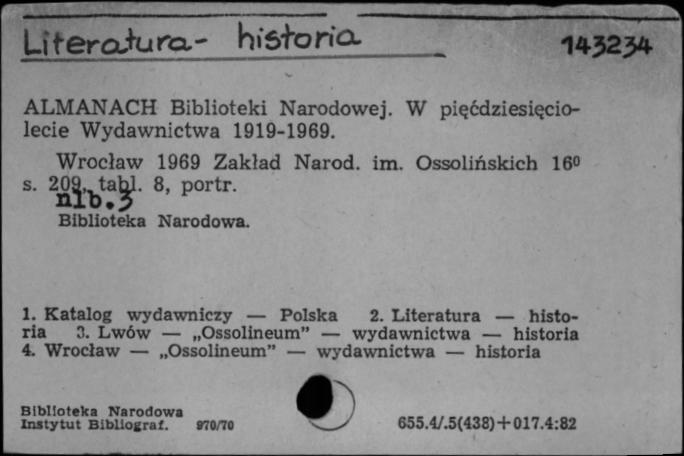 Literatura- historia 143234
ALMANACH Biblioteki Narodowej. W pięćdziesięcio-
lecie Wydawnictwa 1919-1969.
Wrocław 1969 Zakład Narod. im. Ossolińskich 16⁰
s. 209, tabl. 8, portr.
nlb. 3
Biblioteka Narodowa.
1. Katalog wydawniczy — Polska 2. Literatura — histo-
ria 3. Lwów — „Ossolineum” — wydawnictwa — historia
4. Wrocław — „Ossolineum” — wydawnictwa — historia
Biblioteka Narodowa
Instytut Bibliograf. 970/70 655.4/.5(438)+017.4:82